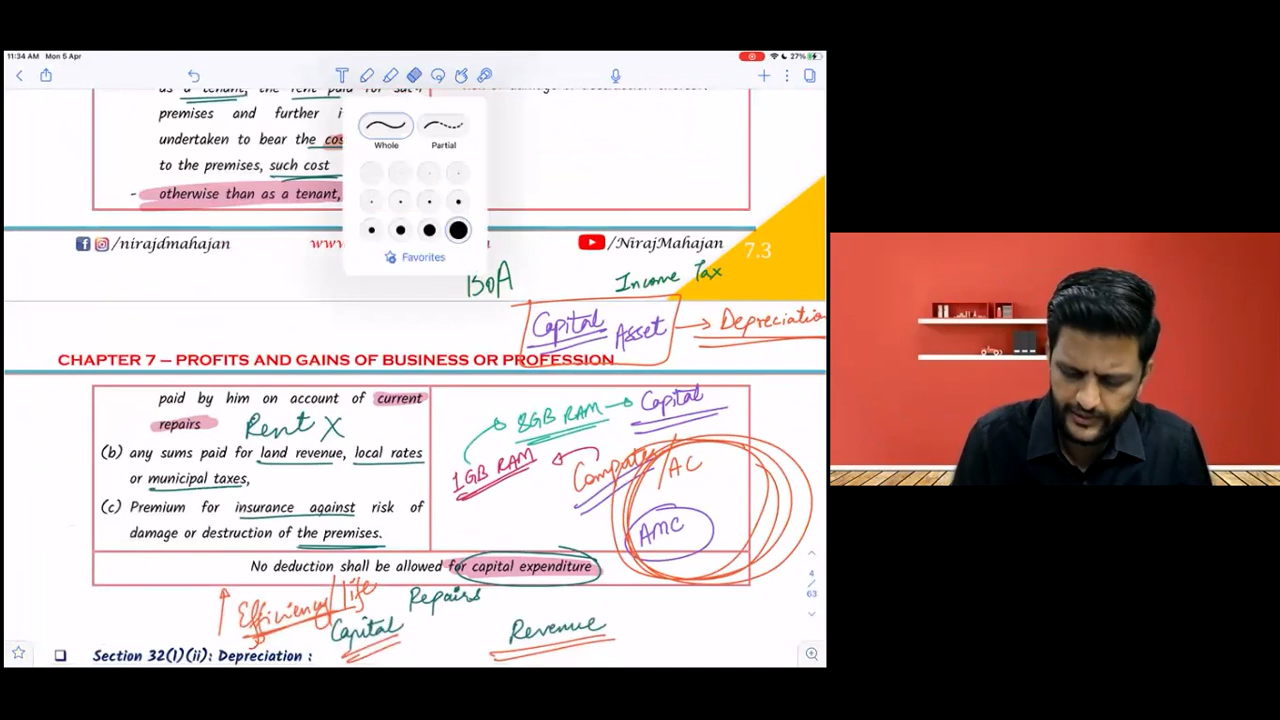 11:34 AM Mon 5 Apr
27%
as a tenant, the rent paid for such
premises and further i
undertaken to bear the cos
to the premises, such cost
- otherwise than as a tenant,
Whole
Partial
Favorites
/nirajdmahajan
www
/NirajMahajan
7.3
BOA
Income Tax
Capital Asset → Depreciation
CHAPTER 7 – PROFITS AND GAINS OF BUSINESS OR PROFESSION
paid by him on account of current
repairs
Rent X
(b) any sums paid for land revenue, local rates
or municipal taxes,
(c) Premium for insurance against risk of
damage or destruction of the premises.
8GB RAM → Capital
1GB RAM
Computer / AC
AMC
No deduction shall be allowed for capital expenditure
Efficiency / life
Repairs
Capital
Revenue
4
/
63
Section 32(1)(ii): Depreciation :